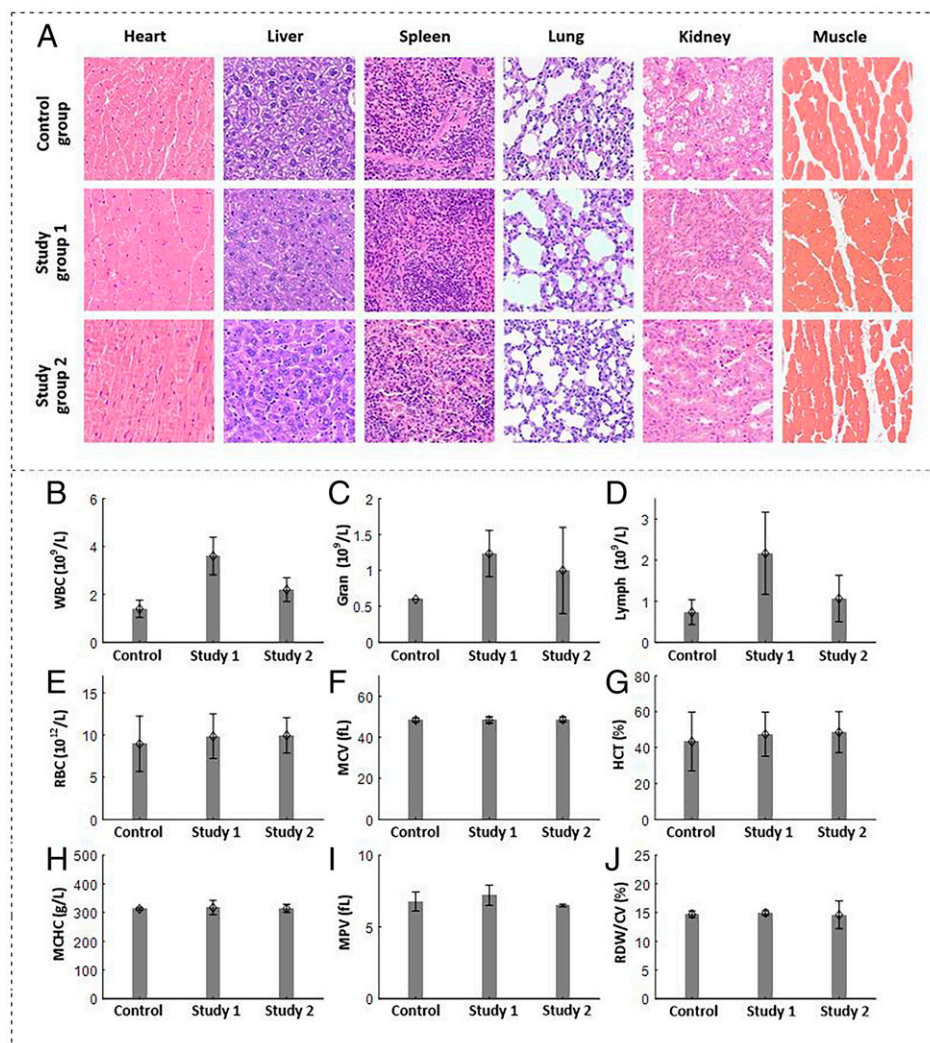 A
Heart Liver Spleen Lung Kidney Muscle
Control
group
Study
group 1
Study
group 2
B
WBC (10⁹/L)
6
4
2
0
Control Study 1 Study 2
C
Gran (10⁹/L)
2
1.5
1
0.5
0
Control Study 1 Study 2
D
Lymph (10⁹/L)
3
2
1
0
Control Study 1 Study 2
E
RBC (10¹²/L)
15
10
5
0
Control Study 1 Study 2
F
MCV (fL)
60
40
20
0
Control Study 1 Study 2
G
HCT (%)
80
60
40
20
0
Control Study 1 Study 2
H
MCHC (g/L)
500
400
300
200
100
0
Control Study 1 Study 2
I
MPV (fL)
10
5
0
Control Study 1 Study 2
J
RDW/CV (%)
25
20
15
10
5
0
Control Study 1 Study 2